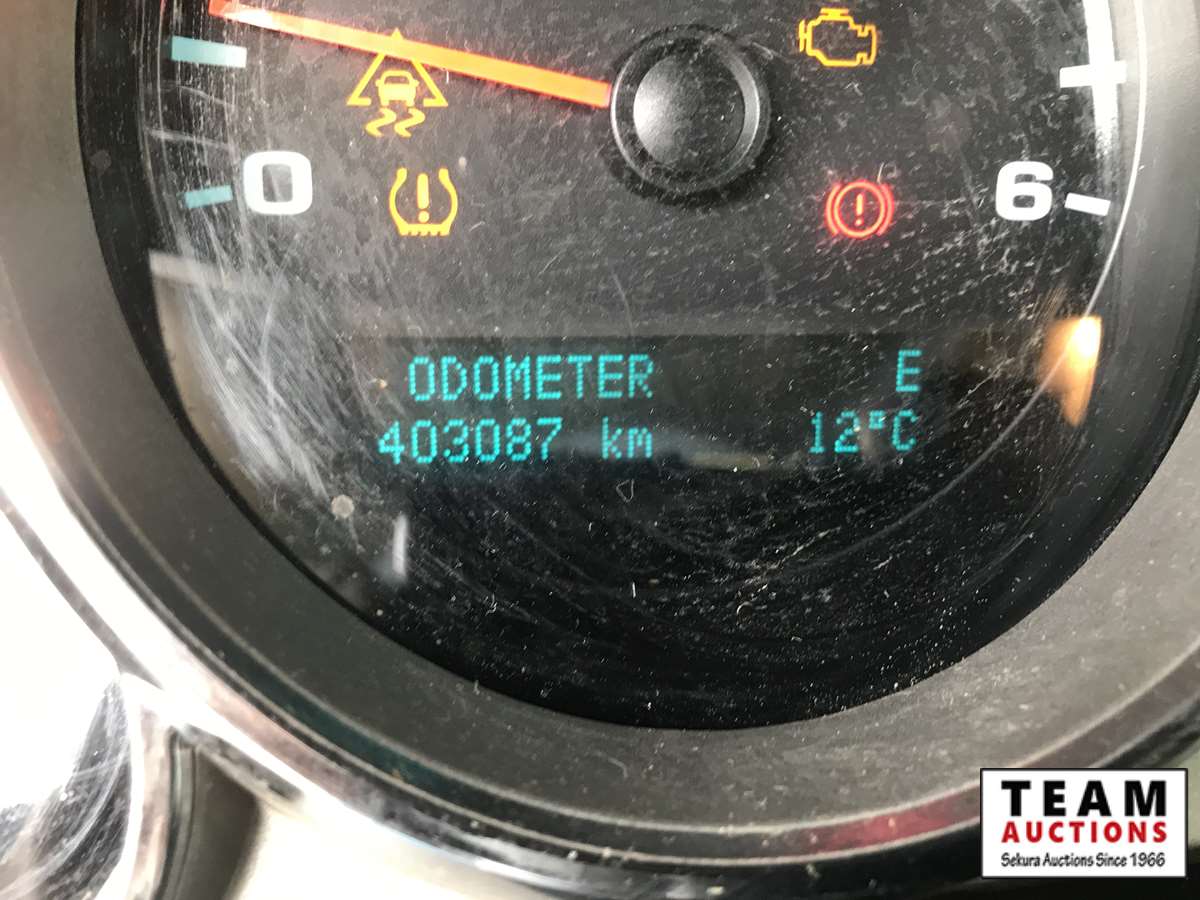 0
6
ODOMETER E
403087 km 12°C
TEAM
AUCTIONS
Sekura Auctions Since 1966